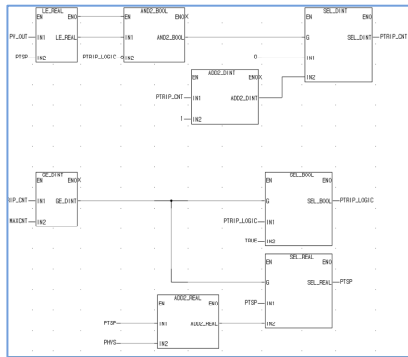 LE_REAL
EN ENO
PV_OUT IN1 LE_REAL
PTSP IN2
AND2_BOOL
EN ENO
IN1 AND2_BOOL
PTRIP_LOGIC IN2
SEL_DINT
EN ENO
G SEL_DINT PTRIP_CNT
0 IN1
IN2
ADD2_DINT
EN ENO
PTRIP_CNT IN1 ADD2_DINT
1 IN2
GE_DINT
EN ENO
RIP_CNT IN1 GE_DINT
MAXCNT IN2
SEL_BOOL
EN ENO
G SEL_BOOL PTRIP_LOGIC
PTRIP_LOGIC IN1
TRUE IN2
SEL_REAL
EN ENO
G SEL_REAL PTSP
PTSP IN1
IN2
ADD2_REAL
EN ENO
PTSP IN1 ADD2_REAL
PHYS IN2